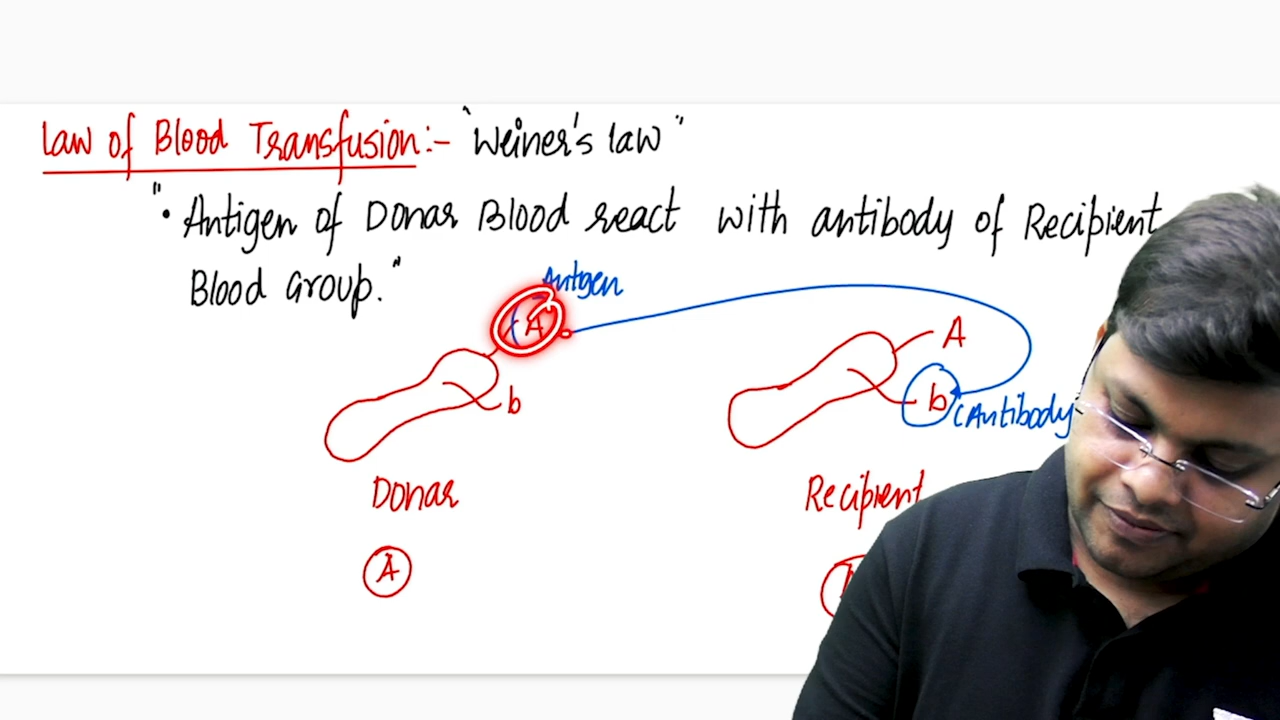 Law of Blood Transfusion:- "Weiner's law"
"• Antigen of Donar Blood react with antibody of Recipient
Blood Group."
Antgen
(A
A
b
b
(Antibody
Donar
Recipient
A